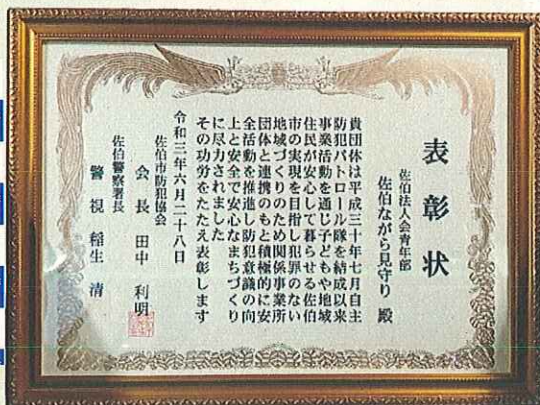 表彰状
佐伯法人会青年部
佐伯ながら見守り 殿
貴団体は平成三十年七月自主
防犯パトロール隊を結成以来
事業活動を通じ子どもや地域
住民が安心して暮らせる佐伯
市の実現を目指し犯罪のない
地域づくりのため関係事業所
団体と連携のもと積極的に安
全活動を推進し防犯意識の向
上と安全で安心なまちづくり
に尽力されました
その功労をたたえ表彰します
令和三年六月二十八日
佐伯市防犯協会
会長 田中 利明
佐伯警察署長
警視 稲生 清